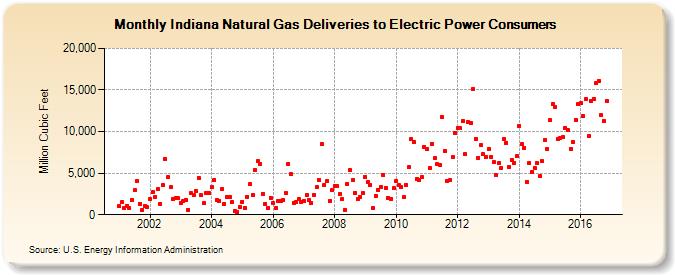 Monthly Indiana Natural Gas Deliveries to Electric Power Consumers
Million Cubic Feet
20,000
15,000
10,000
5,000
0
2002 2004 2006 2008 2010 2012 2014 2016
Source: U.S. Energy Information Administration